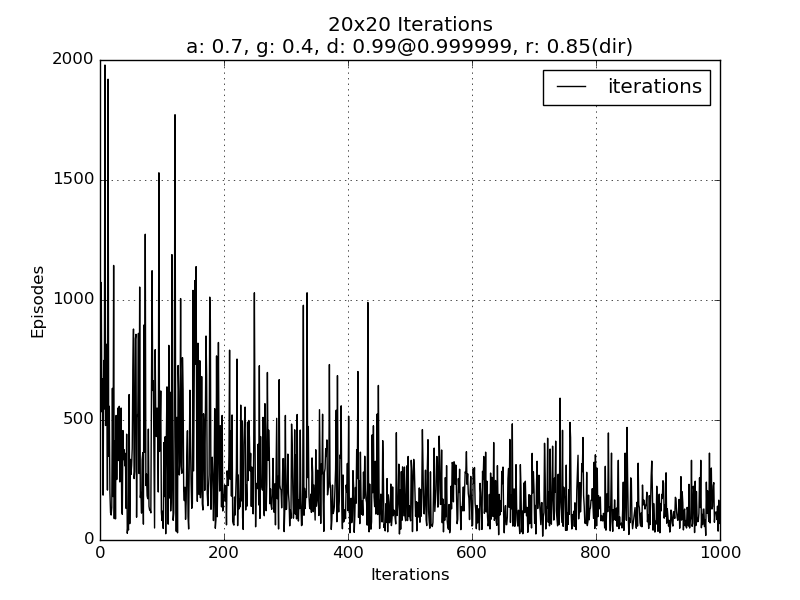 20x20 Iterations
a: 0.7, g: 0.4, d: 0.99@0.999999, r: 0.85(dir)
iterations
2000
1500
1000
500
0
Episodes
0 200 400 600 800 1000
Iterations